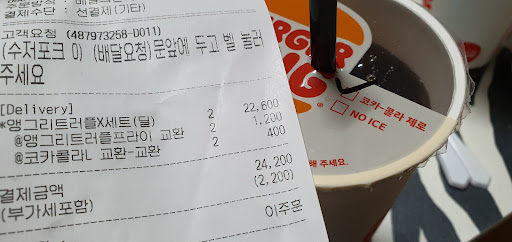 결제수단 : 선결제(기타)
고객요청 (487973258-D011)
(수저포크 O) (배달요청)문앞에 두고 벨 눌러
주세요
[Delivery]
*앵그리트러플X세트(딜) 2 22,600
@앵그리트러플프라이 교환 2 1,200
@코카콜라L 교환-교환 2 400
24,200
결제금액
(부가세포함) (2,200)
이주훈
BURGER
KING
®
코카-콜라 제로
NO ICE
해 주세요.